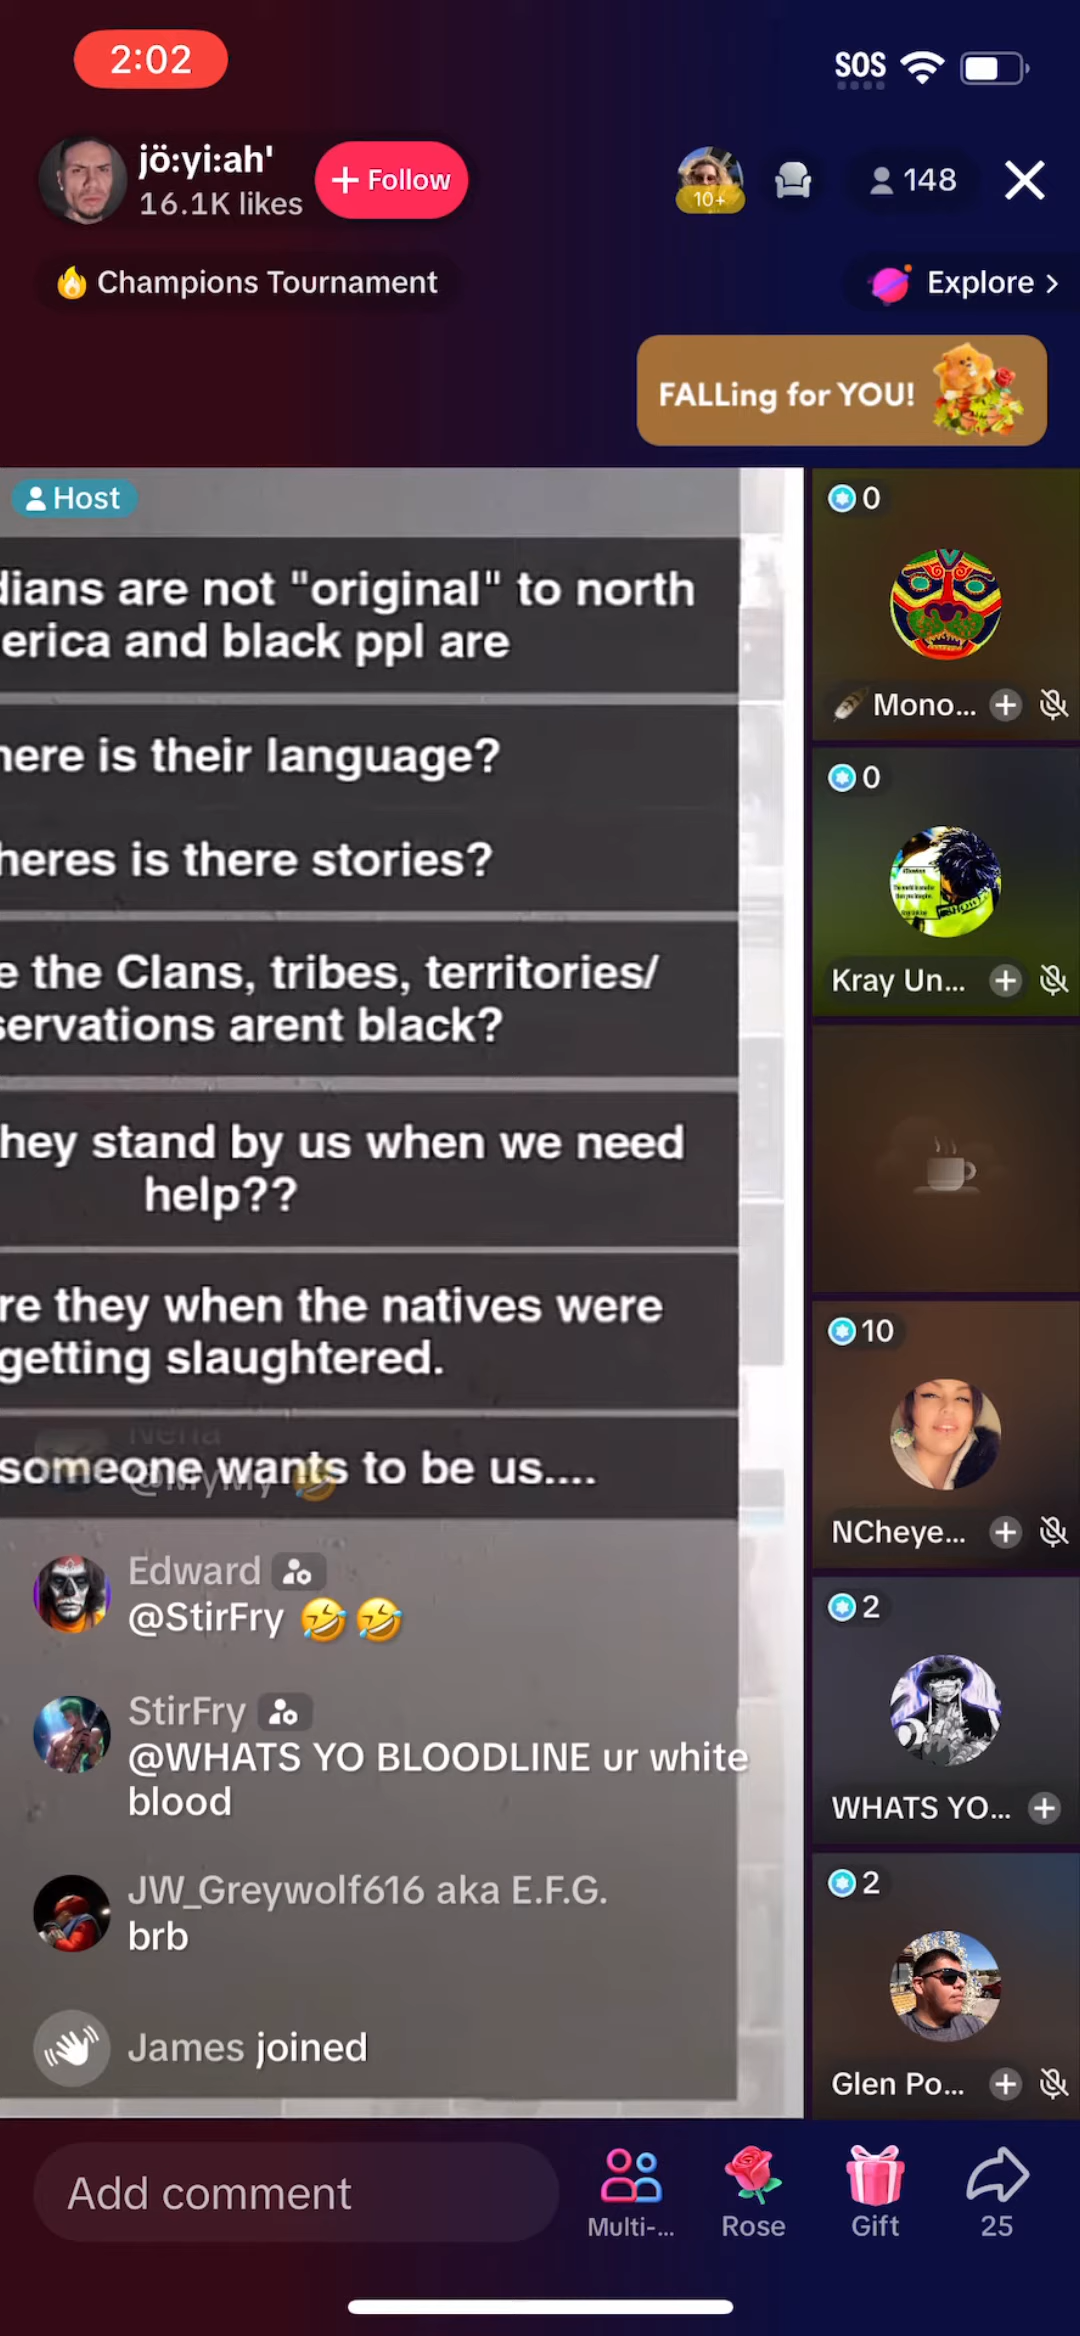 2:02
SOS
jö:yi:ah'
16.1K likes
+ Follow
10+
148
Champions Tournament
Explore >
FALLing for YOU!
Host
dians are not "original" to north
erica and black ppl are
here is their language?
heres is there stories?
e the Clans, tribes, territories/
servations arent black?
hey stand by us when we need
help??
re they when the natives were
getting slaughtered.
someone wants to be us....
Edward
@StirFry 🤣🤣
StirFry
@WHATS YO BLOODLINE ur white
blood
JW_Greywolf616 aka E.F.G.
brb
James joined
0
Mono...
0
Kray Un...
10
NCheye...
2
WHATS YO...
2
Glen Po...
Add comment
Multi-...
Rose
Gift
25